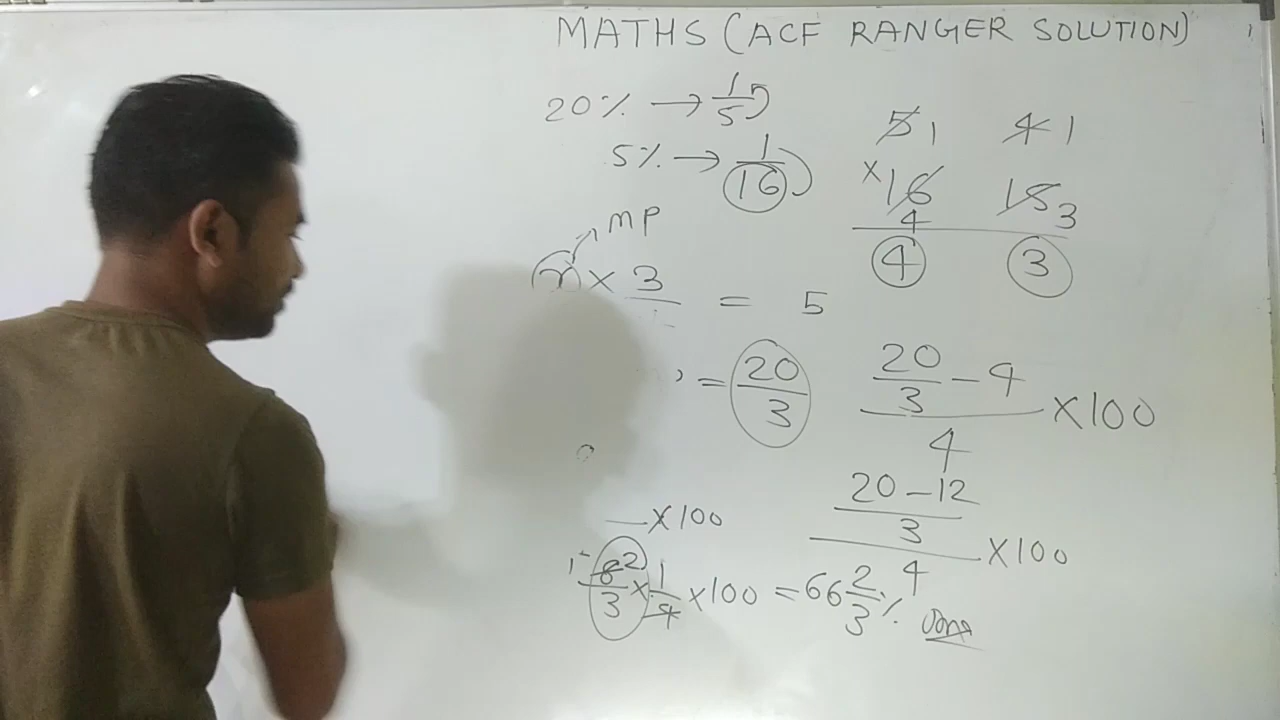 MATHS (ACF RANGER SOLUTION)
20% → 1/5
5% → 1/16
5 1 4 1
× 16 4 15 3
4 3
MP
x × 3 = 5
= 20/3
20/3 - 4 / 4 × 100
20 - 12 / 3 / 4 × 100
× 100
8 2/3 × 1/4 × 100 = 66 2/3 %